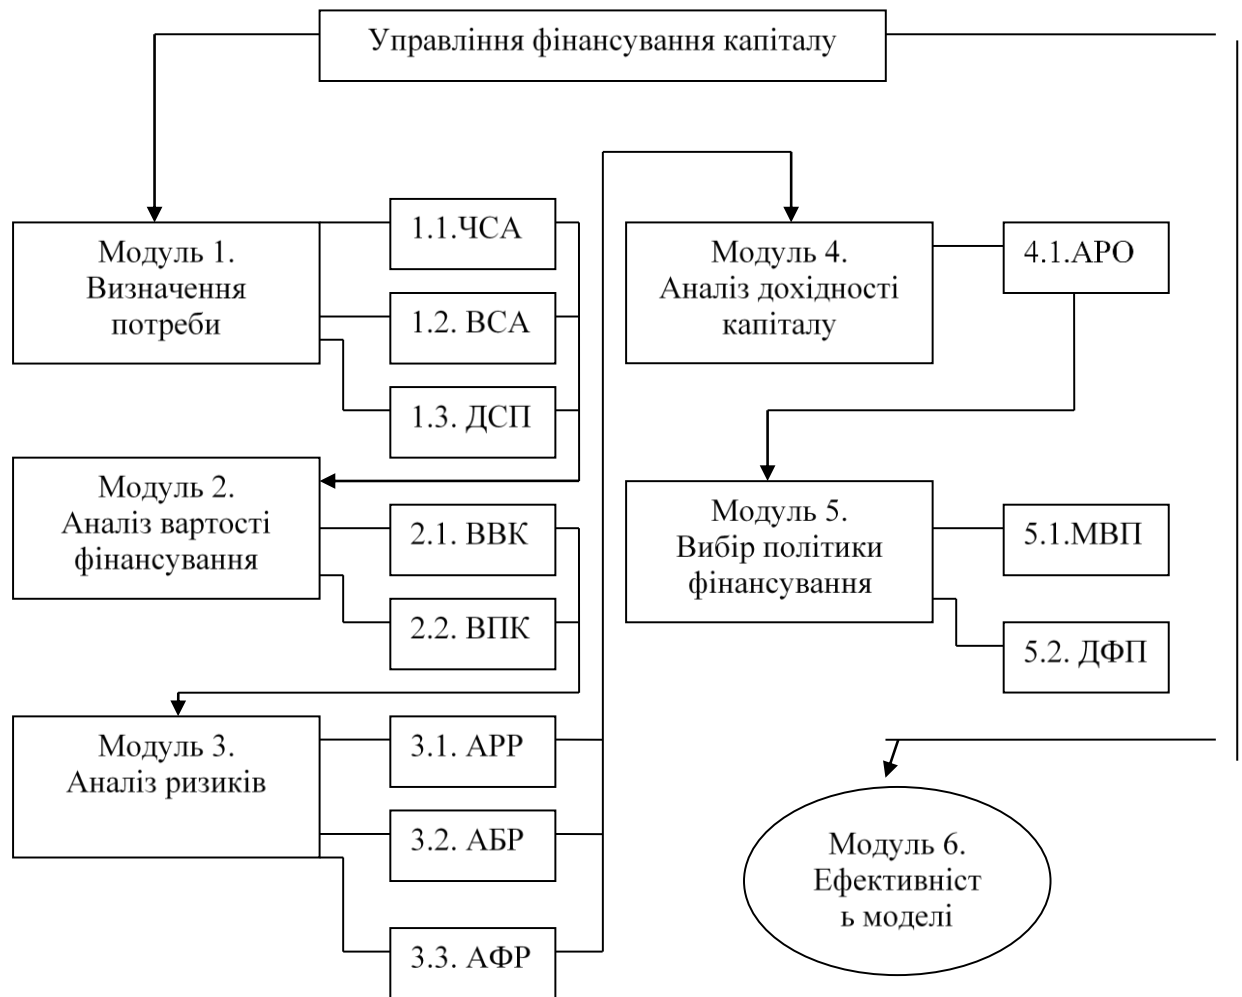 Управління фінансування капіталу
Модуль 1.
Визначення
потреби
1.1.ЧСА
1.2. ВСА
1.3. ДСП
Модуль 2.
Аналіз вартості
фінансування
2.1. ВВК
2.2. ВПК
Модуль 3.
Аналіз ризиків
3.1. АРР
3.2. АБР
3.3. АФР
Модуль 4.
Аналіз дохідності
капіталу
4.1.АРО
Модуль 5.
Вибір політики
фінансування
5.1.МВП
5.2. ДФП
Модуль 6.
Ефективніст
ь моделі